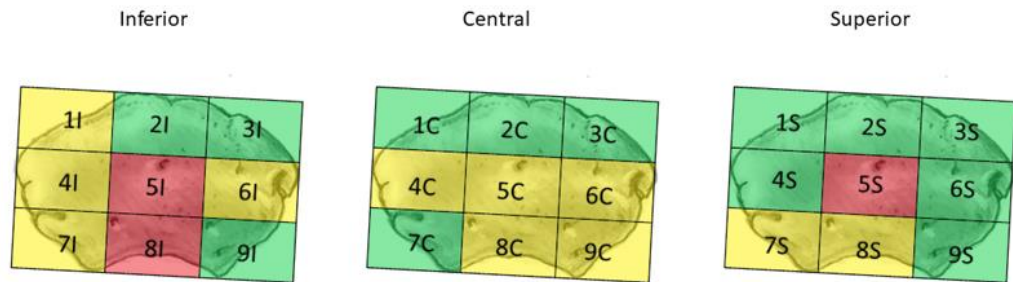 Inferior Central Superior
1I 2I 3I 1C 2C 3C 1S 2S 3S
4I 5I 6I 4C 5C 6C 4S 5S 6S
7I 8I 9I 7C 8C 9C 7S 8S 9S